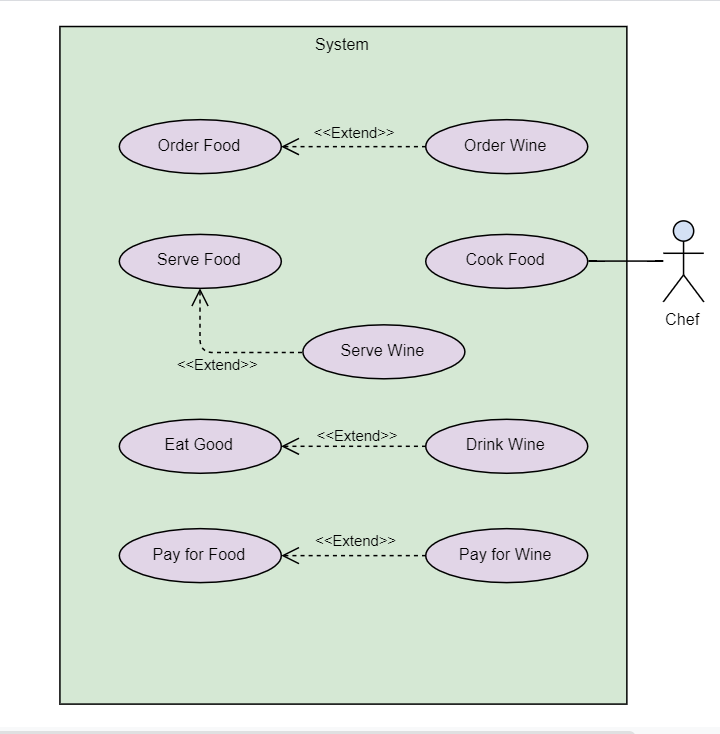 System
Order Food
<<Extend>>
Order Wine
Serve Food
Cook Food
Chef
Serve Wine
<<Extend>>
Eat Good
<<Extend>>
Drink Wine
Pay for Food
<<Extend>>
Pay for Wine